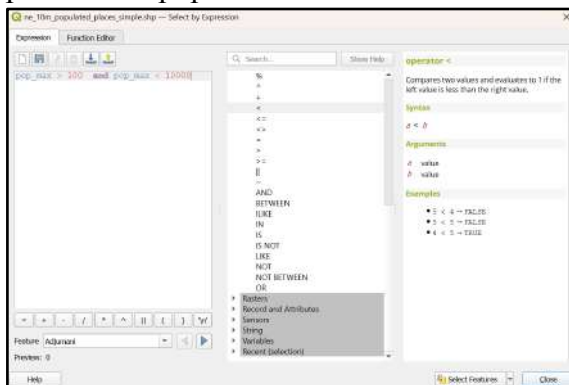 ne_10m_populated_places_simple.shp — Select by Expression
Expression Function Editor
pop_max > 100 and pop_max < 10000
Search... Show Help
%
*
+
<
<=
<>
=
>
>=
||
~
AND
BETWEEN
ILIKE
IN
IS
IS NOT
LIKE
NOT
NOT BETWEEN
OR
Rasters
Record and Attributes
Sensors
String
Variables
Recent (selection)
operator <
Compares two values and evaluates to 1 if the
left value is less than the right value.
Syntax
a < b
Arguments
a value
b value
Examples
5 < 4 → FALSE
5 < 5 → FALSE
4 < 5 → TRUE
= + - / * ^ || ( ) '\n'
Feature Adjumani
Preview: 0
Help Select Features Close